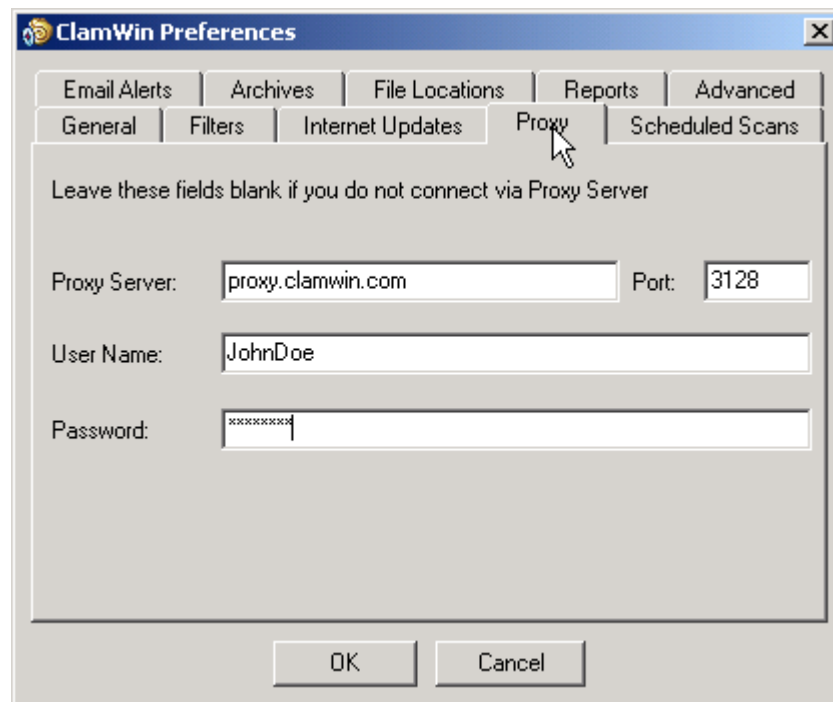 ClamWin Preferences
Email Alerts Archives File Locations Reports Advanced
General Filters Internet Updates Proxy Scheduled Scans
Leave these fields blank if you do not connect via Proxy Server
Proxy Server: proxy.clamwin.com Port: 3128
User Name: JohnDoe
Password: ********
OK Cancel